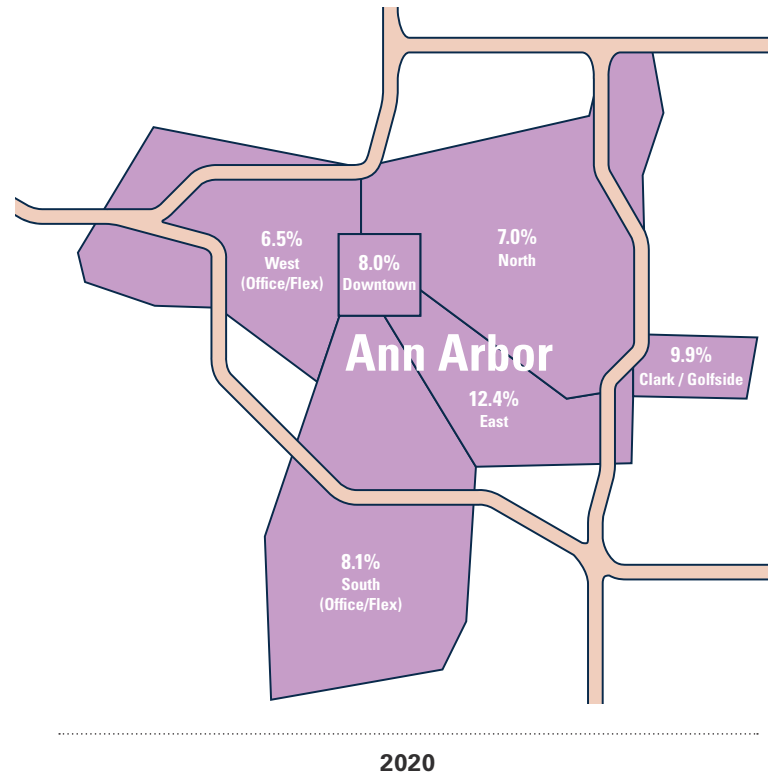 6.5%
West
(Office/Flex)
8.0%
Downtown
7.0%
North
Ann Arbor
9.9%
Clark / Golfside
12.4%
East
8.1%
South
(Office/Flex)
2020